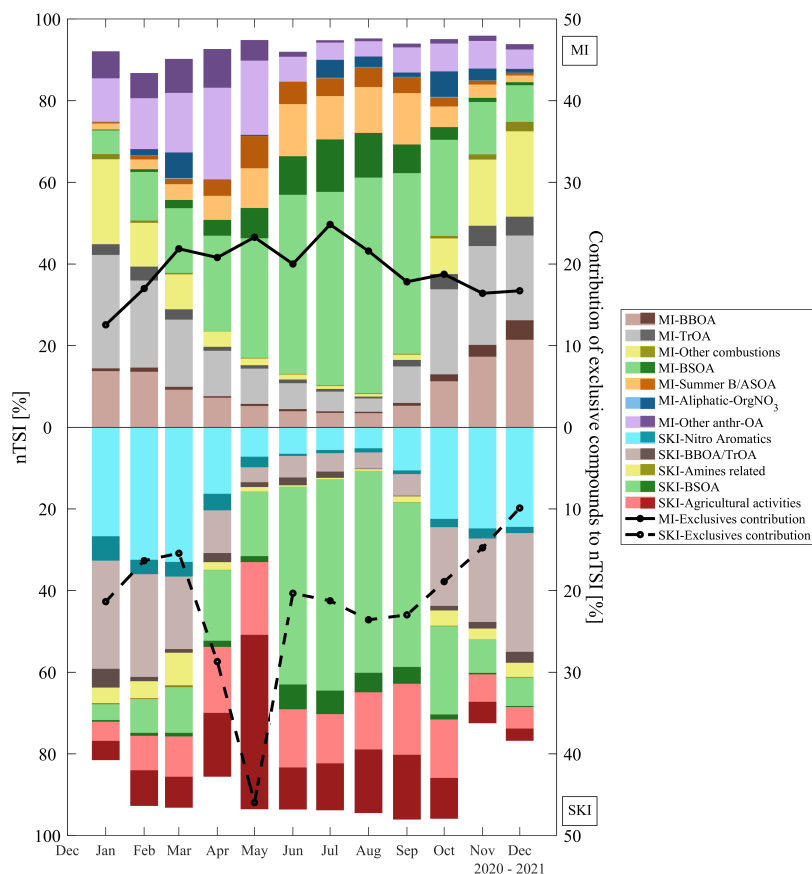 100
80
60
40
20
0
20
40
60
80
100
nTSI [%]
50
40
30
20
10
0
10
20
30
40
50
Contribution of exclusive compounds to nTSI [%]
MI
SKI
MI-BBOA
MI-TrOA
MI-Other combustions
MI-BSOA
MI-Summer B/ASOA
MI-Aliphatic-OrgNO3
MI-Other anthr-OA
SKI-Nitro Aromatics
SKI-BBOA/TrOA
SKI-Amines related
SKI-BSOA
SKI-Agricultural activities
MI-Exclusives contribution
SKI-Exclusives contribution
Dec Jan Feb Mar Apr May Jun Jul Aug Sep Oct Nov Dec
2020 - 2021